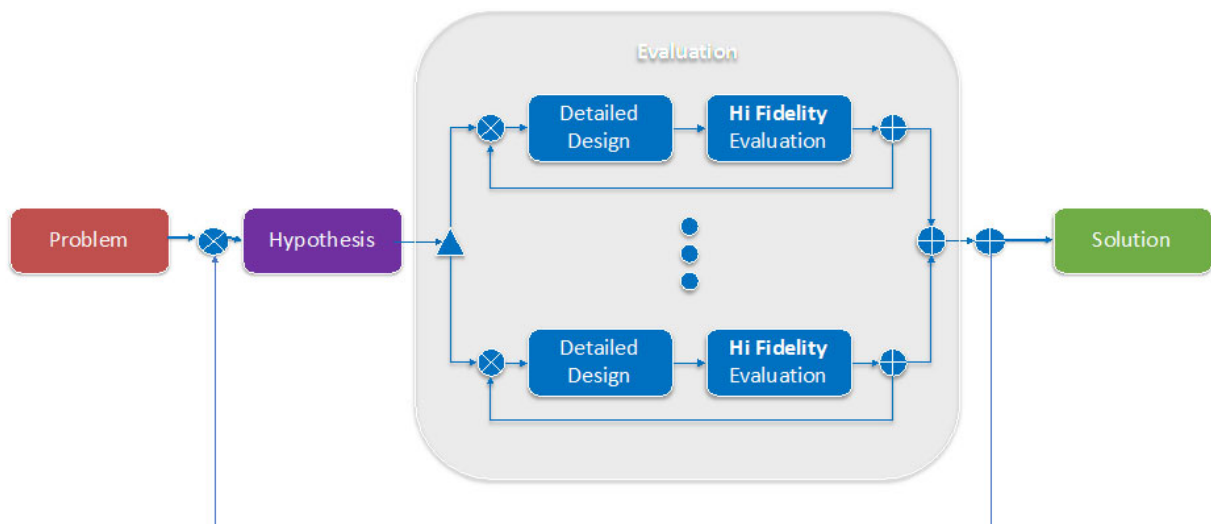 Evaluation
Detailed
Design
Hi Fidelity
Evaluation
Problem
Hypothesis
Solution
Detailed
Design
Hi Fidelity
Evaluation